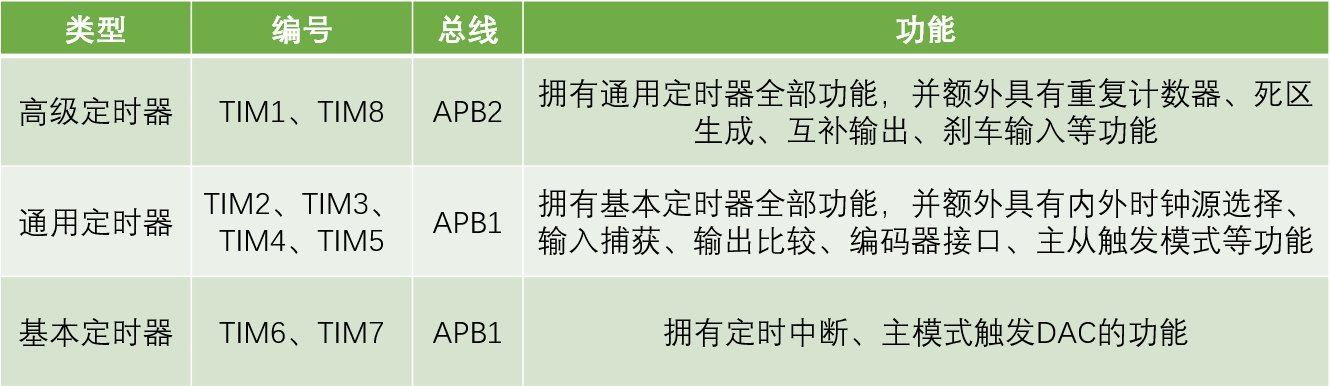 类型 编号 总线 功能
高级定时器 TIM1、TIM8 APB2 拥有通用定时器全部功能，并额外具有重复计数器、死区
生成、互补输出、刹车输入等功能
通用定时器 TIM2、TIM3、
TIM4、TIM5 APB1 拥有基本定时器全部功能，并额外具有内外时钟源选择、
输入捕获、输出比较、编码器接口、主从触发模式等功能
基本定时器 TIM6、TIM7 APB1 拥有定时中断、主模式触发DAC的功能